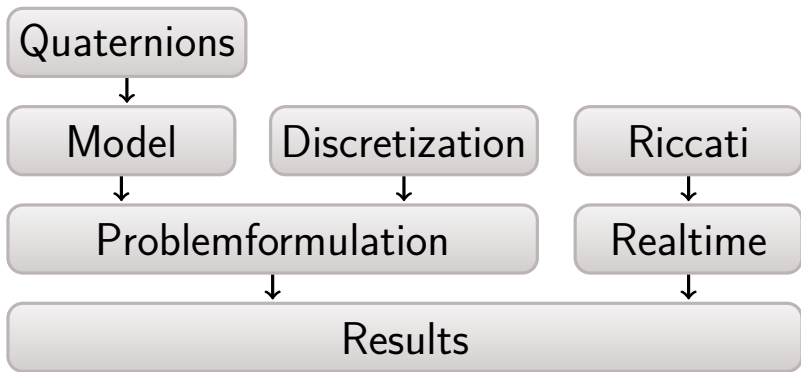 Quaternions
Model
Discretization
Riccati
Problemformulation
Realtime
Results